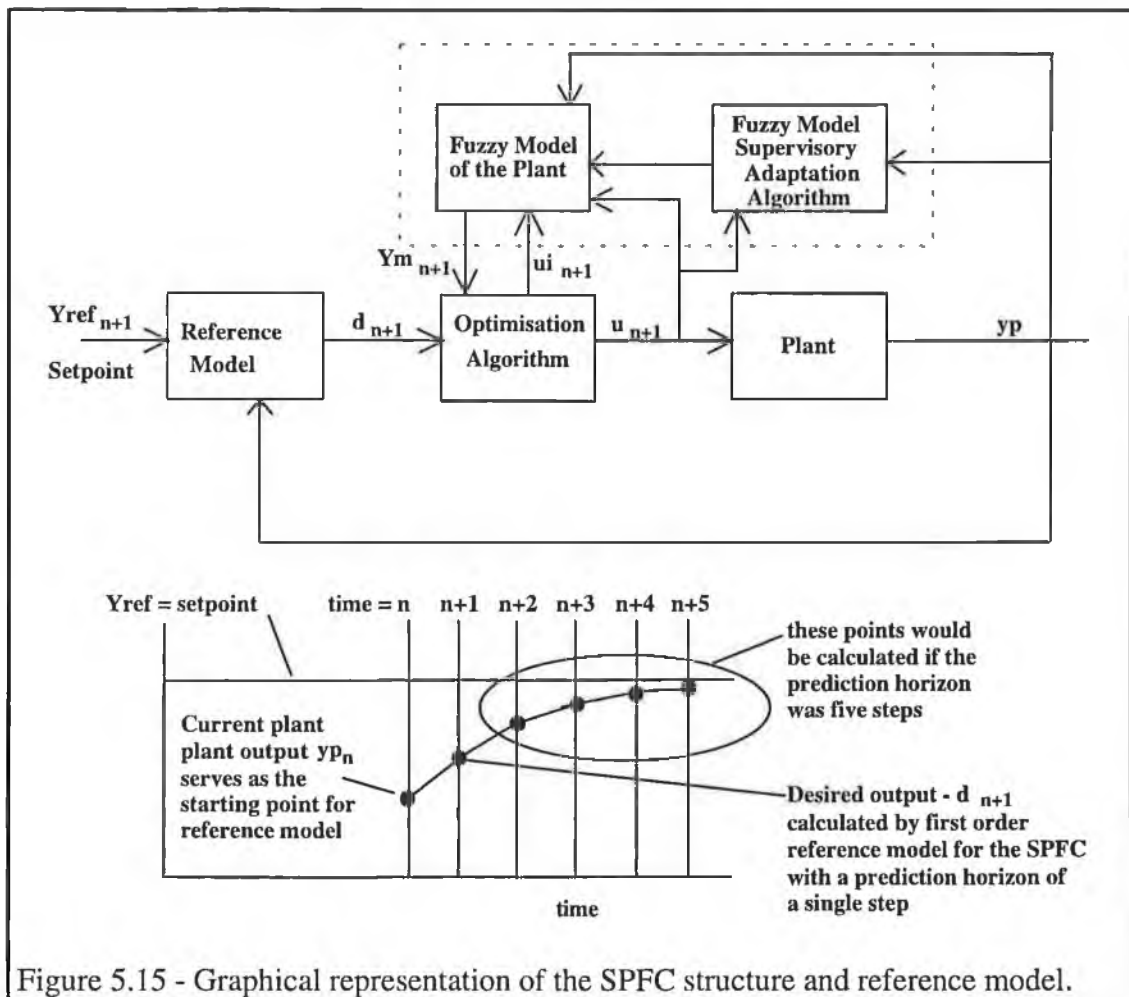 Fuzzy Model
of the Plant
Fuzzy Model
Supervisory
Adaptation
Algorithm
Ym n+1
ui n+1
Yref n+1
Setpoint
Reference
Model
d n+1
Optimisation
Algorithm
u n+1
Plant
yp
Yref = setpoint
time = n n+1 n+2 n+3 n+4 n+5
these points would
be calculated if the
prediction horizon
was five steps
Current plant
plant output ypn
serves as the
starting point for
reference model
Desired output - d n+1
calculated by first order
reference model for the SPFC
with a prediction horizon of
a single step
time
Figure 5.15 - Graphical representation of the SPFC structure and reference model.